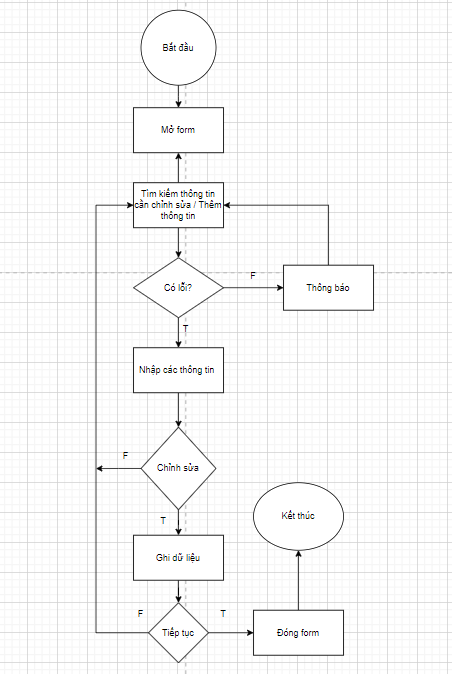 Bắt đầu
Mở form
Tìm kiếm thông tin
cần chỉnh sửa / Thêm
thông tin
Có lỗi?
F
Thông báo
T
Nhập các thông tin
F
Chỉnh sửa
T
Kết thúc
Ghi dữ liệu
F
Tiếp tục
T
Đóng form